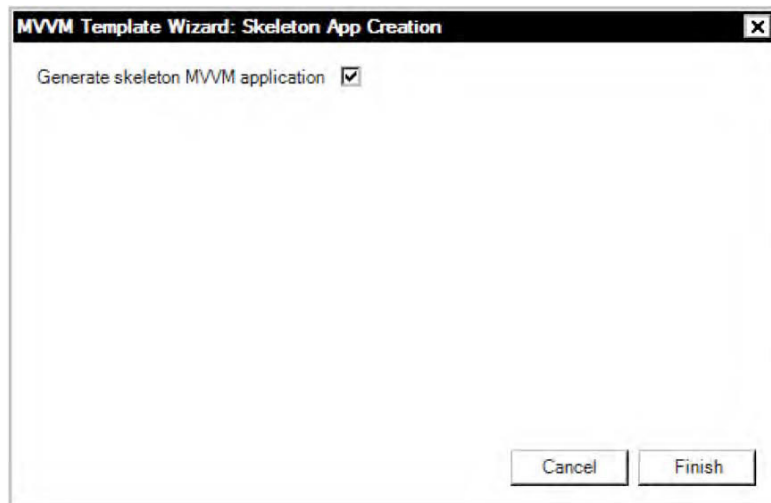 MVVM Template Wizard: Skeleton App Creation
Generate skeleton MVVM application
Cancel Finish